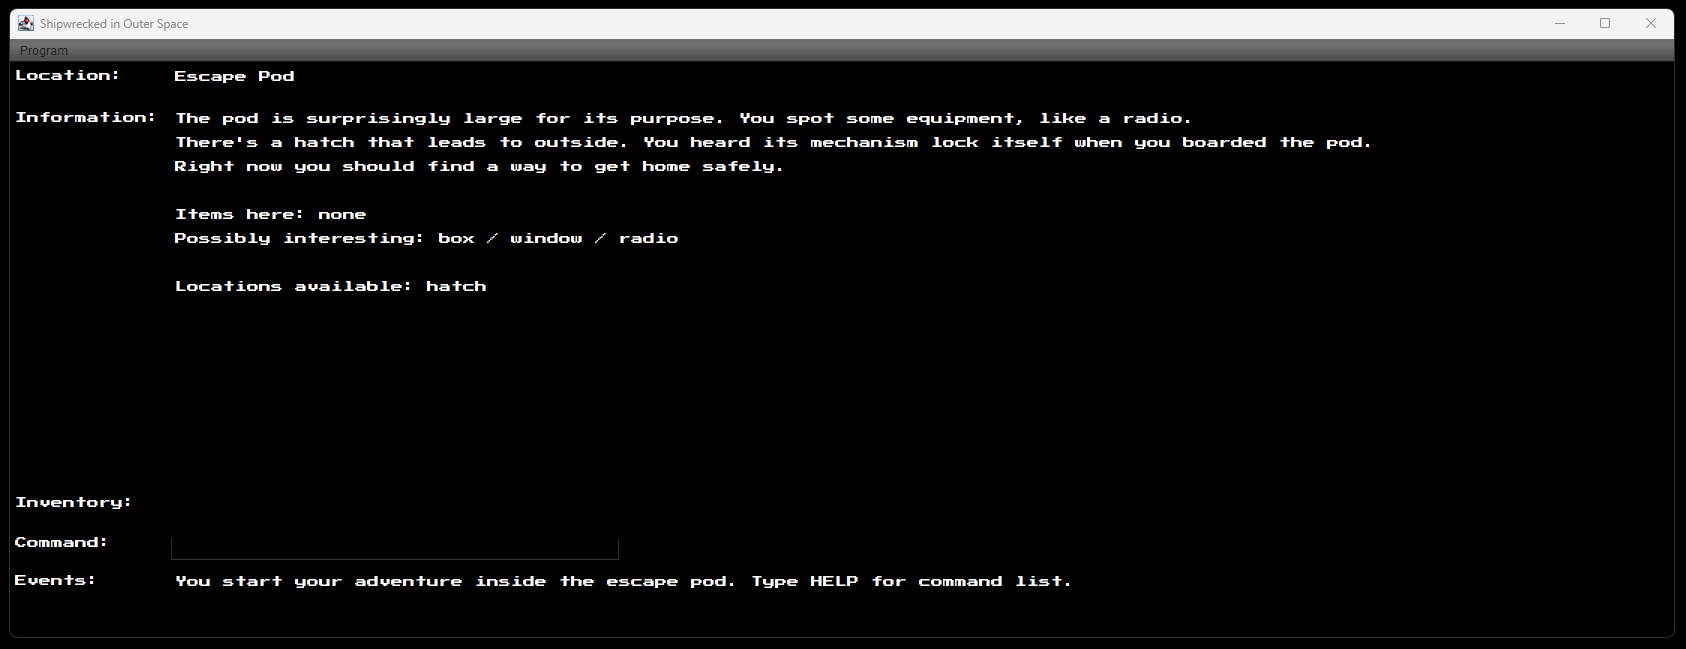 Shipwrecked in Outer Space
Program
Location: Escape Pod
Information: The pod is surprisingly large for its purpose. You spot some equipment, like a radio.
There's a hatch that leads to outside. You heard its mechanism lock itself when you boarded the pod.
Right now you should find a way to get home safely.
Items here: none
Possibly interesting: box / window / radio
Locations available: hatch
Inventory:
Command:
Events: You start your adventure inside the escape pod. Type HELP for command list.